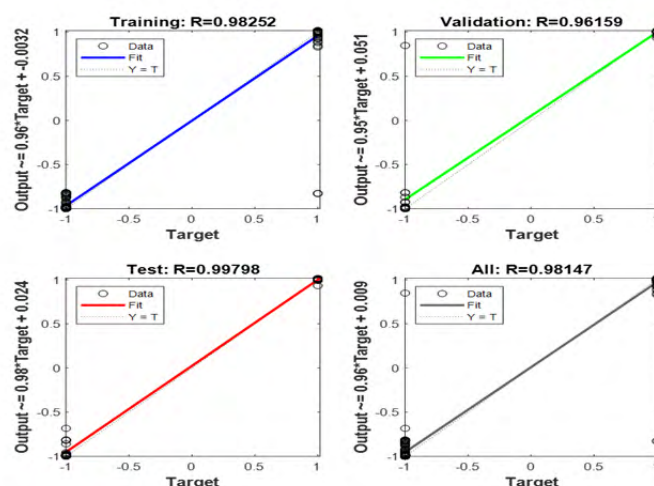 Training: R=0.98252
Output ~= 0.96*Target + -0.0032
Data
Fit
Y = T
1
0.5
0
-0.5
-1
-1 -0.5 0 0.5 1
Target
Validation: R=0.96159
Output ~= 0.95*Target + 0.051
Data
Fit
Y = T
1
0.5
0
-0.5
-1
-1 -0.5 0 0.5 1
Target
Test: R=0.99798
Output ~= 0.98*Target + 0.024
Data
Fit
Y = T
1
0.5
0
-0.5
-1
-1 -0.5 0 0.5 1
Target
All: R=0.98147
Output ~= 0.96*Target + 0.009
Data
Fit
Y = T
1
0.5
0
-0.5
-1
-1 -0.5 0 0.5 1
Target